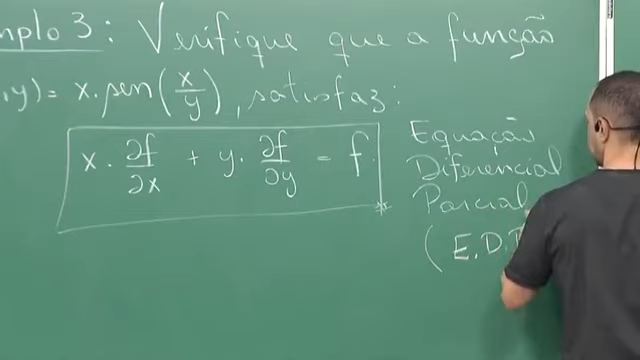 mplo 3: Verifique que a função
,y) = x.sen(x/y), satisfaz:
x . ∂f/∂x + y . ∂f/∂y = f.
*
Equação
Diferencial
Parcial
(E.D.